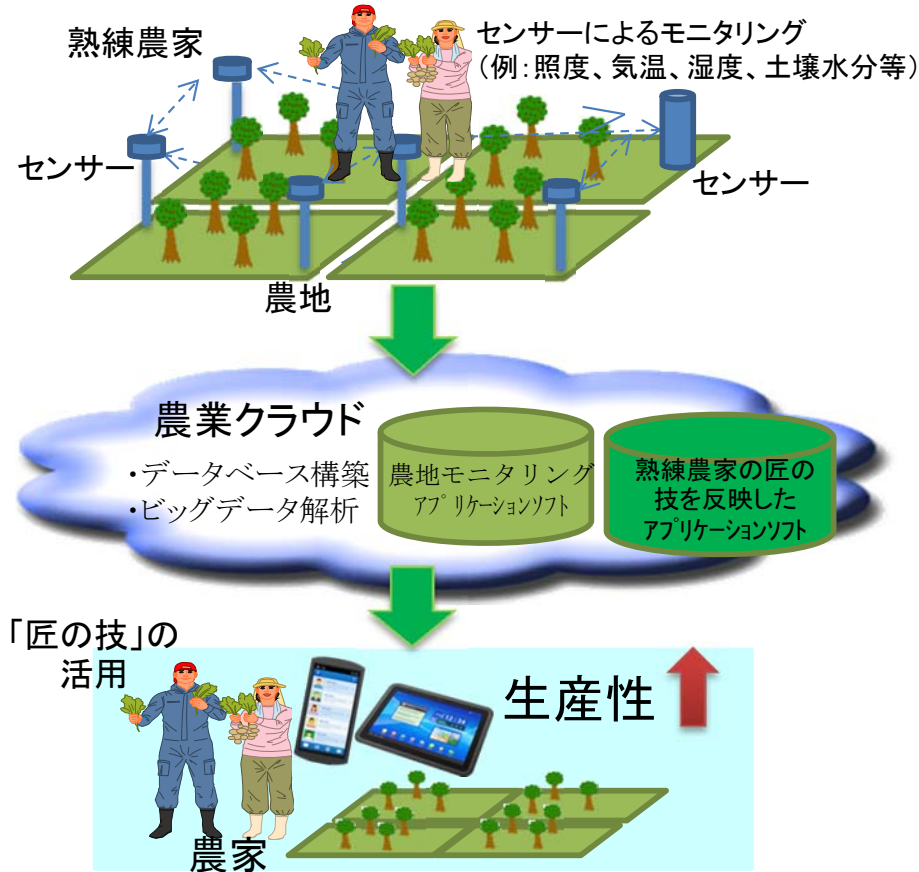 熟練農家
センサーによるモニタリング
（例：照度、気温、湿度、土壌水分等）
センサー
センサー
農地
農業クラウド
・データベース構築
・ビッグデータ解析
農地モニタリング
アプリケーションソフト
熟練農家の匠の
技を反映した
アプリケーションソフト
「匠の技」の
活用
生産性
農家